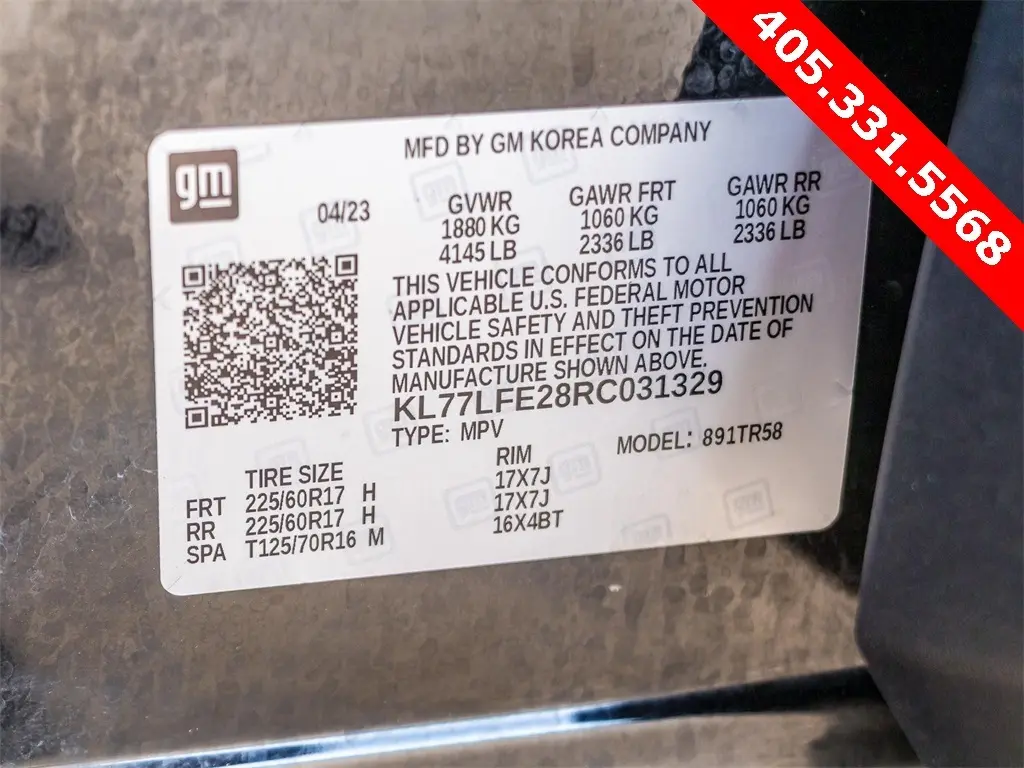 405.331.5568
MFD BY GM KOREA COMPANY
gm
04/23
GVWR GAWR FRT GAWR RR
1880 KG 1060 KG 1060 KG
4145 LB 2336 LB 2336 LB
THIS VEHICLE CONFORMS TO ALL
APPLICABLE U.S. FEDERAL MOTOR
VEHICLE SAFETY AND THEFT PREVENTION
STANDARDS IN EFFECT ON THE DATE OF
MANUFACTURE SHOWN ABOVE.
KL77LFE28RC031329
TYPE: MPV MODEL: 891TR58
TIRE SIZE RIM
FRT 225/60R17 H 17X7J
RR 225/60R17 H 17X7J
SPA T125/70R16 M 16X4BT